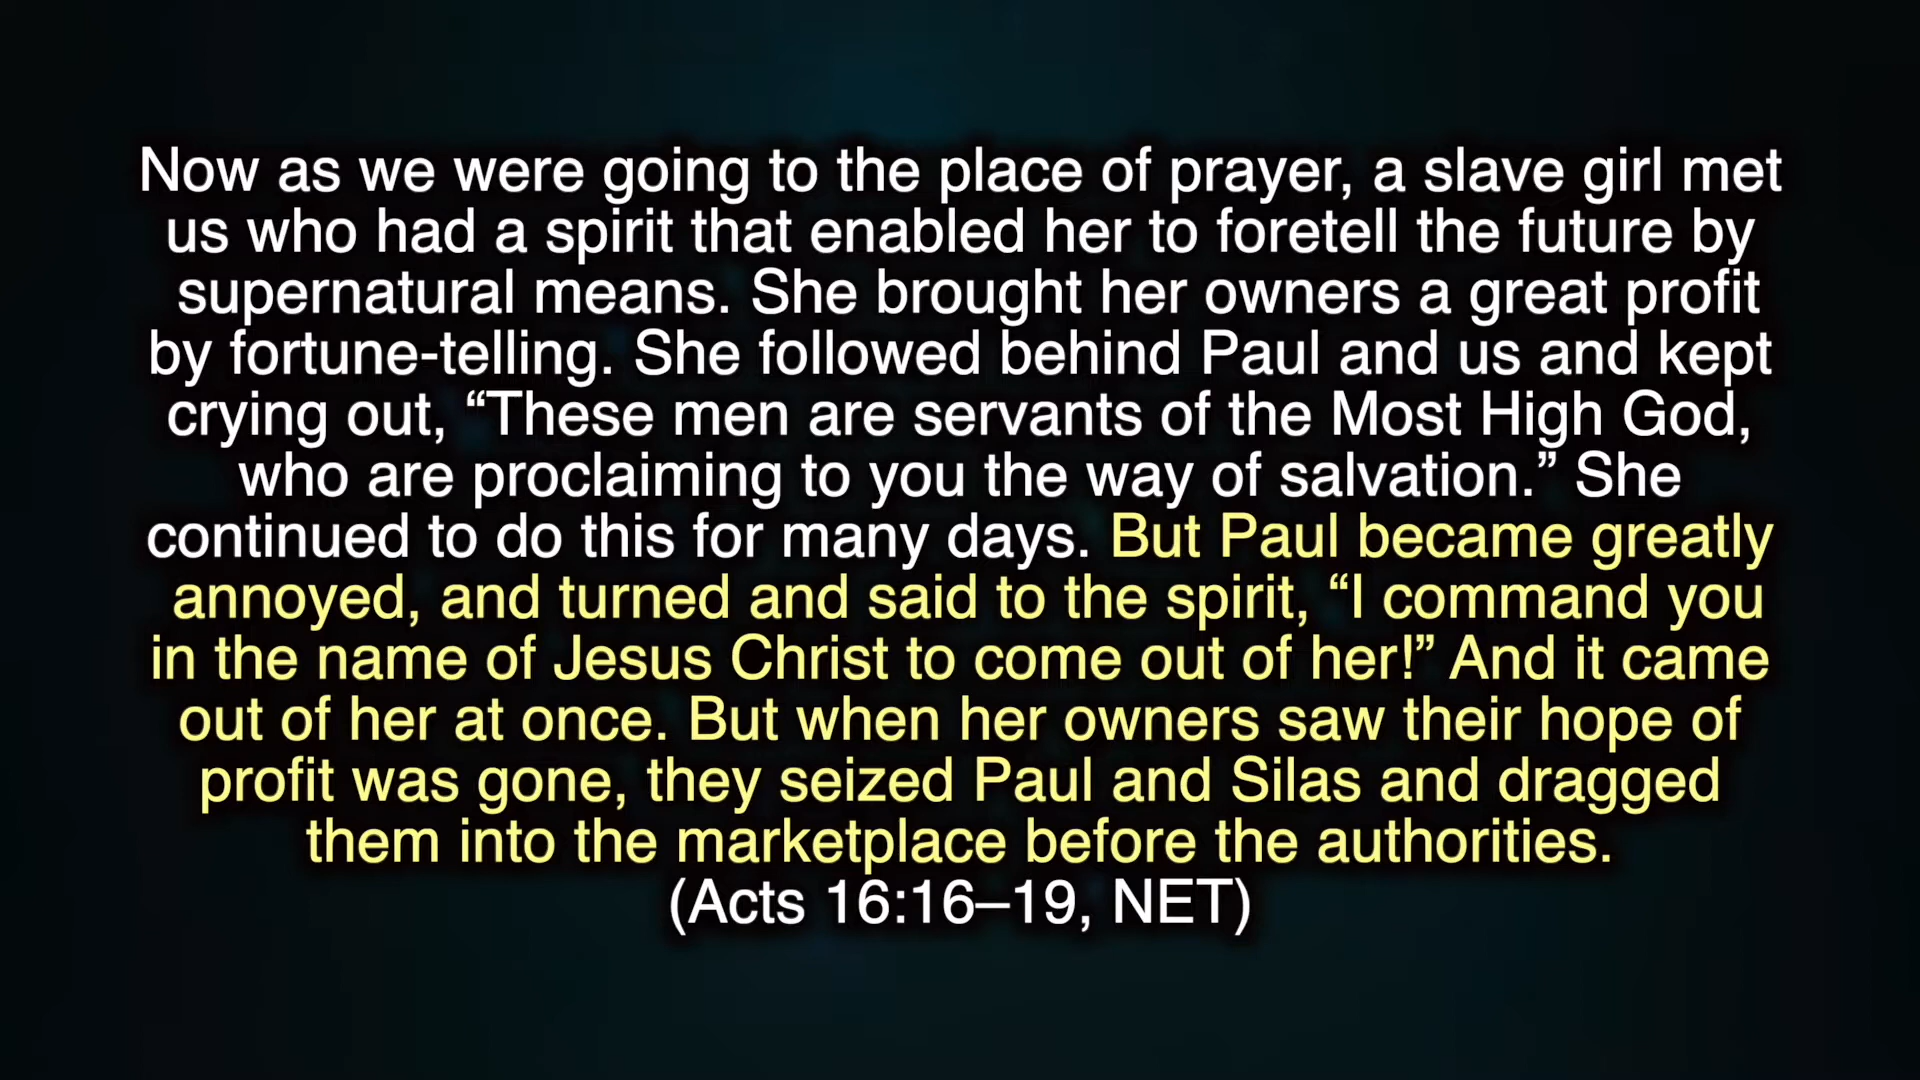 Now as we were going to the place of prayer, a slave girl met
us who had a spirit that enabled her to foretell the future by
supernatural means. She brought her owners a great profit
by fortune-telling. She followed behind Paul and us and kept
crying out, “These men are servants of the Most High God,
who are proclaiming to you the way of salvation.” She
continued to do this for many days. But Paul became greatly
annoyed, and turned and said to the spirit, “I command you
in the name of Jesus Christ to come out of her!” And it came
out of her at once. But when her owners saw their hope of
profit was gone, they seized Paul and Silas and dragged
them into the marketplace before the authorities.
(Acts 16:16–19, NET)